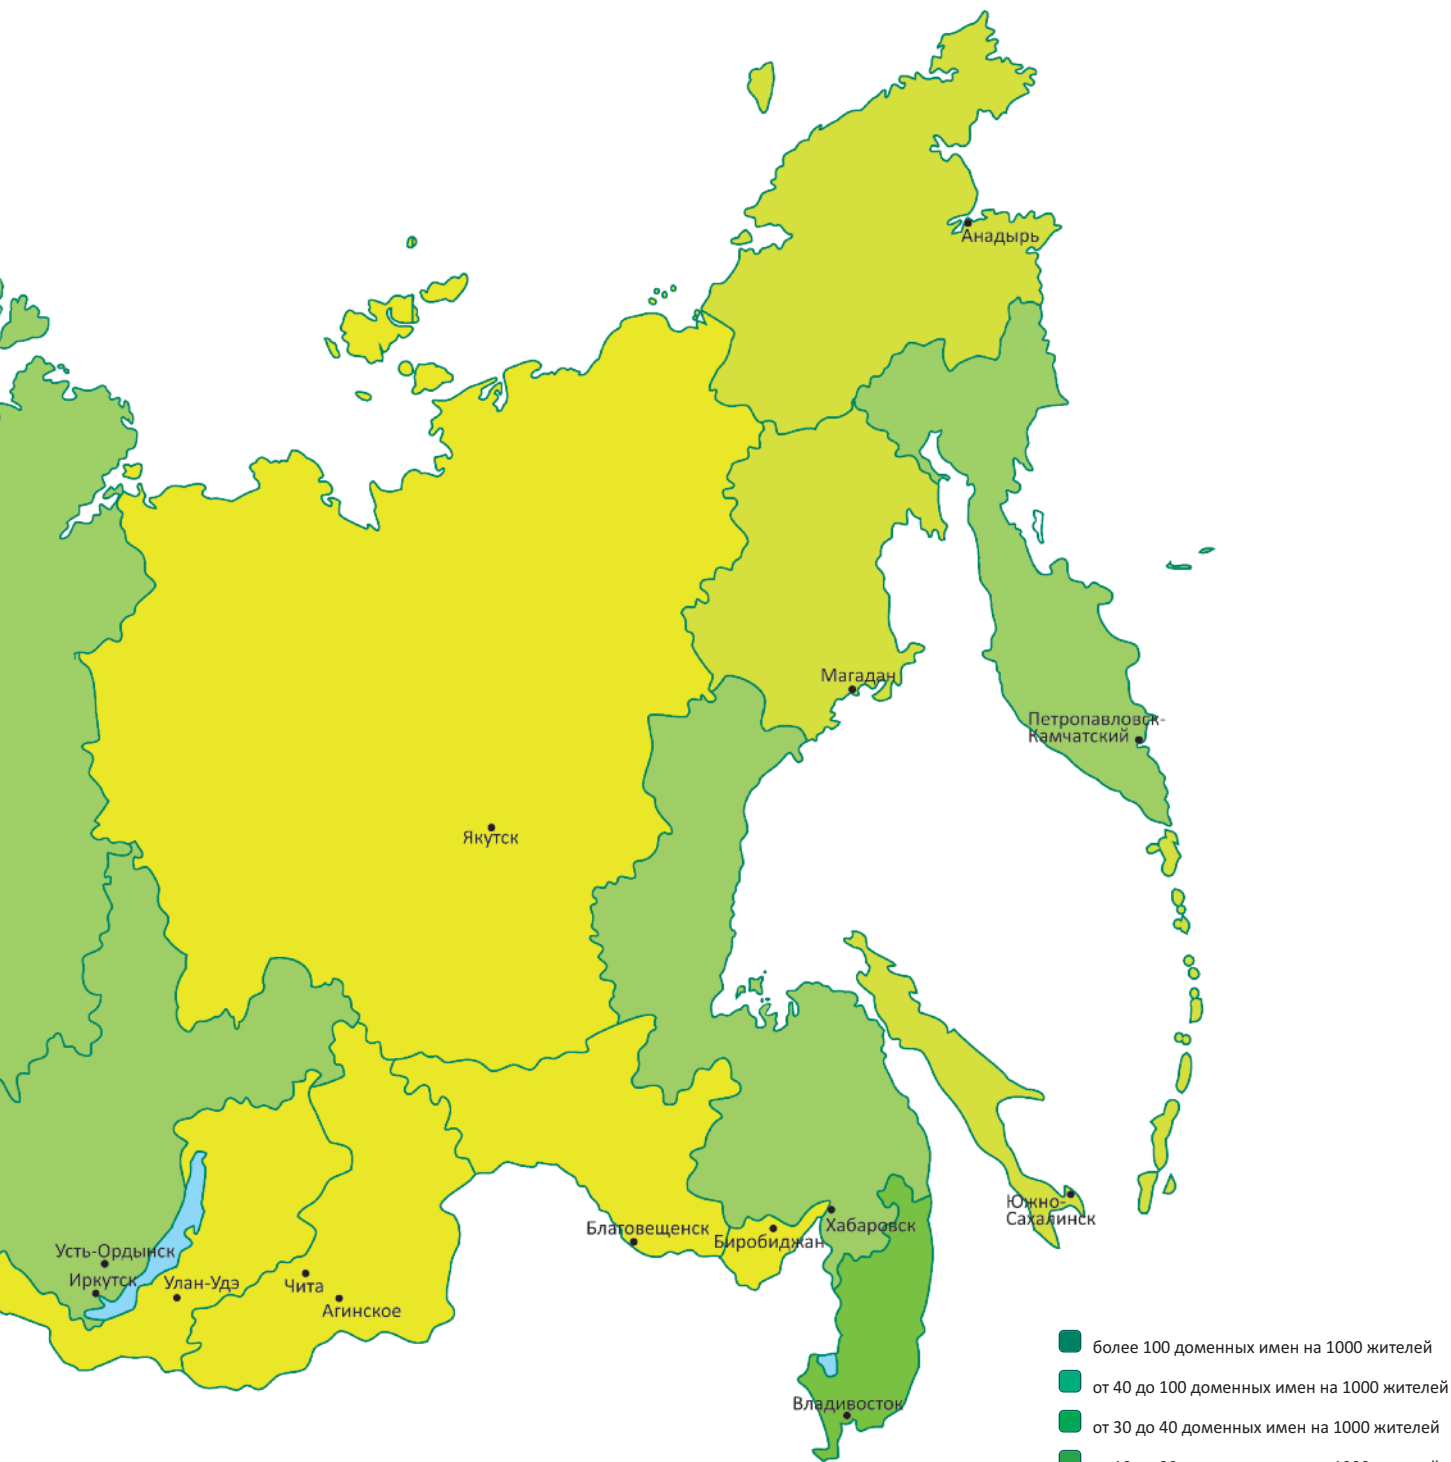 Анадырь
Магадан
Петропавловск-
Камчатский
Якутск
Южно-
Сахалинск
Хабаровск
Благовещенск
Биробиджан
Усть-Ордынск
Иркутск
Улан-Удэ
Чита
Агинское
Владивосток
более 100 доменных имен на 1000 жителей
от 40 до 100 доменных имен на 1000 жителей
от 30 до 40 доменных имен на 1000 жителей